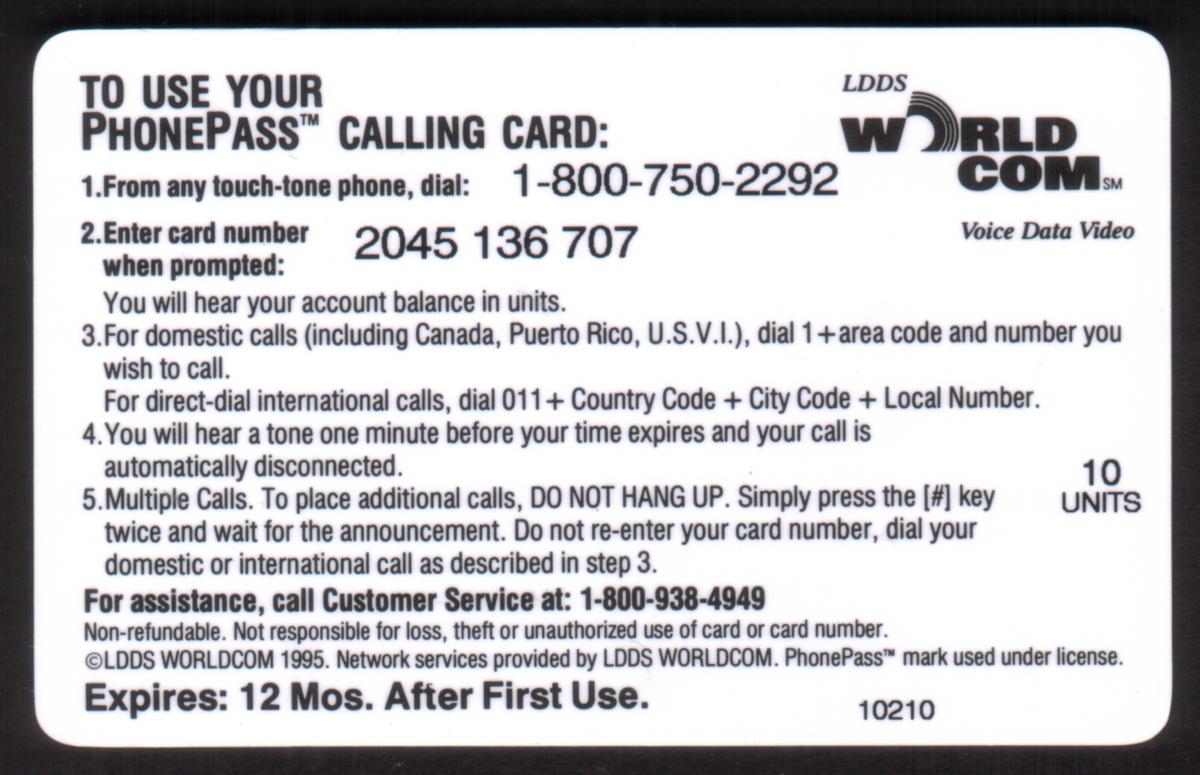 TO USE YOUR
PHONEPASS™ CALLING CARD:
LDDS
WORLD
COM SM
Voice Data Video
1.From any touch-tone phone, dial: 1-800-750-2292
2.Enter card number
when prompted: 2045 136 707
You will hear your account balance in units.
3.For domestic calls (including Canada, Puerto Rico, U.S.V.I.), dial 1+area code and number you
wish to call.
For direct-dial international calls, dial 011+ Country Code + City Code + Local Number.
4.You will hear a tone one minute before your time expires and your call is
automatically disconnected.
5.Multiple Calls. To place additional calls, DO NOT HANG UP. Simply press the [#] key
twice and wait for the announcement. Do not re-enter your card number, dial your
domestic or international call as described in step 3.
10
UNITS
For assistance, call Customer Service at: 1-800-938-4949
Non-refundable. Not responsible for loss, theft or unauthorized use of card or card number.
©LDDS WORLDCOM 1995. Network services provided by LDDS WORLDCOM. PhonePass™ mark used under license.
Expires: 12 Mos. After First Use.
10210